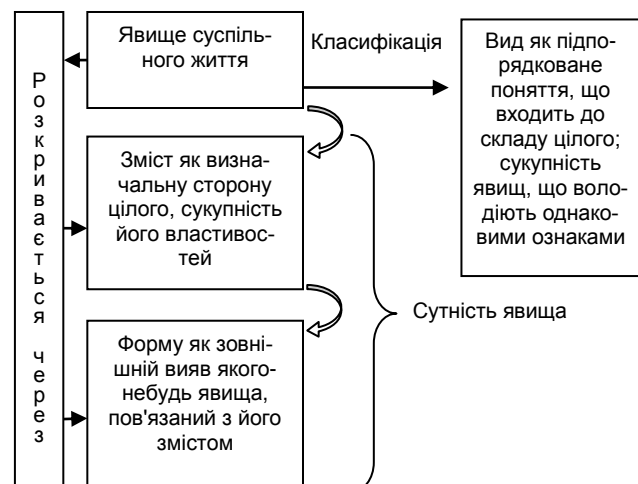 Розкривається через
Явище суспіль-
ного життя
Класифікація
Вид як підпо-
рядковане
поняття, що
входить до
складу цілого;
сукупність
явищ, що воло-
діють однако-
вими ознаками
Зміст як визна-
чальну сторону
цілого, сукупність
його властивос-
тей
Сутність явища
Форму як зовні-
шній вияв якого-
небудь явища,
пов'язаний з його
змістом